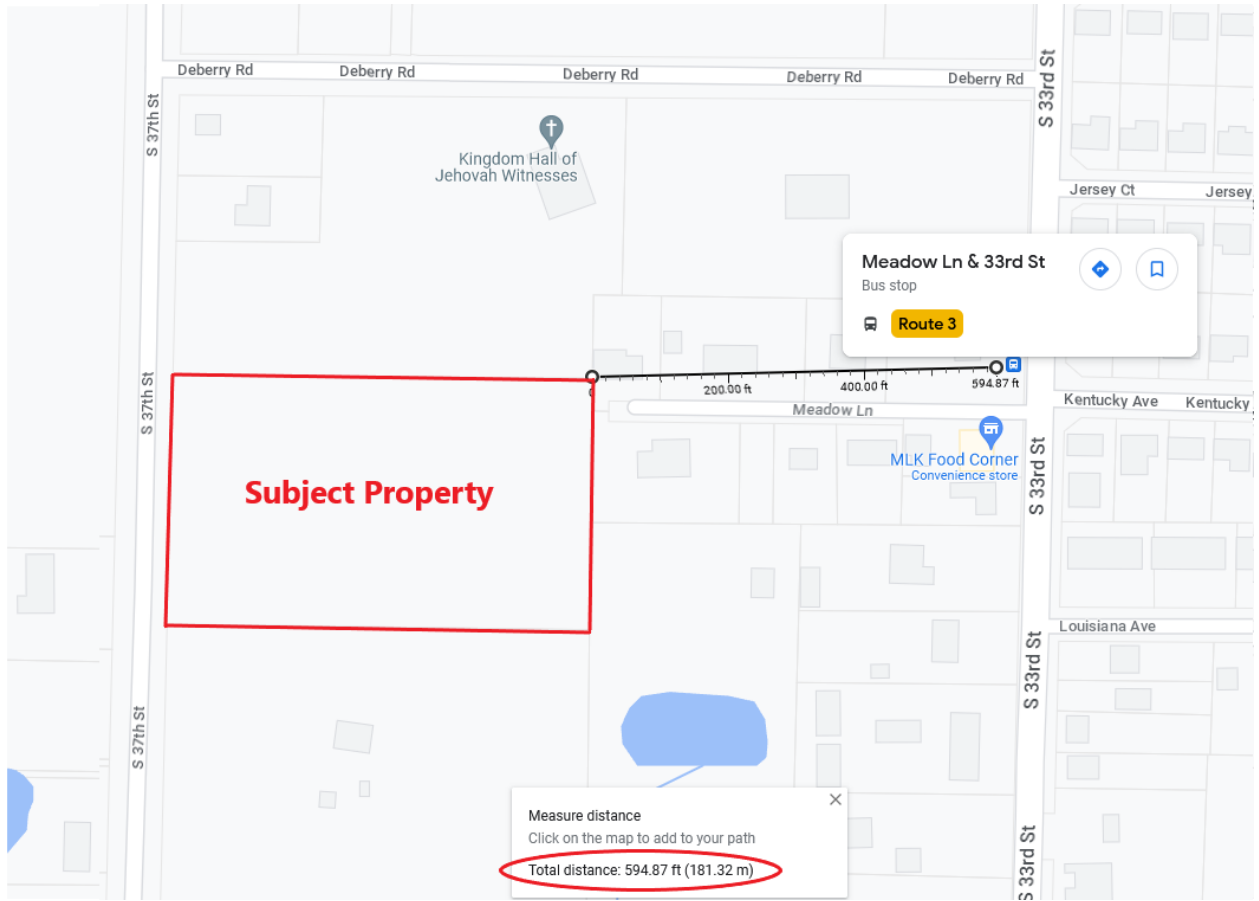 Deberry Rd
Deberry Rd
Deberry Rd
Deberry Rd
Deberry Rd
S 33rd St
S 37th St
Kingdom Hall of
Jehovah Witnesses
Jersey Ct
Jersey
Meadow Ln & 33rd St
Bus stop
Route 3
200.00 ft
400.00 ft
594.87 ft
S 37th St
Meadow Ln
Kentucky Ave
Kentucky
MLK Food Corner
Convenience store
S 33rd St
Subject Property
Louisiana Ave
S 33rd St
S 37th St
Measure distance
Click on the map to add to your path
Total distance: 594.87 ft (181.32 m)
S 33rd St